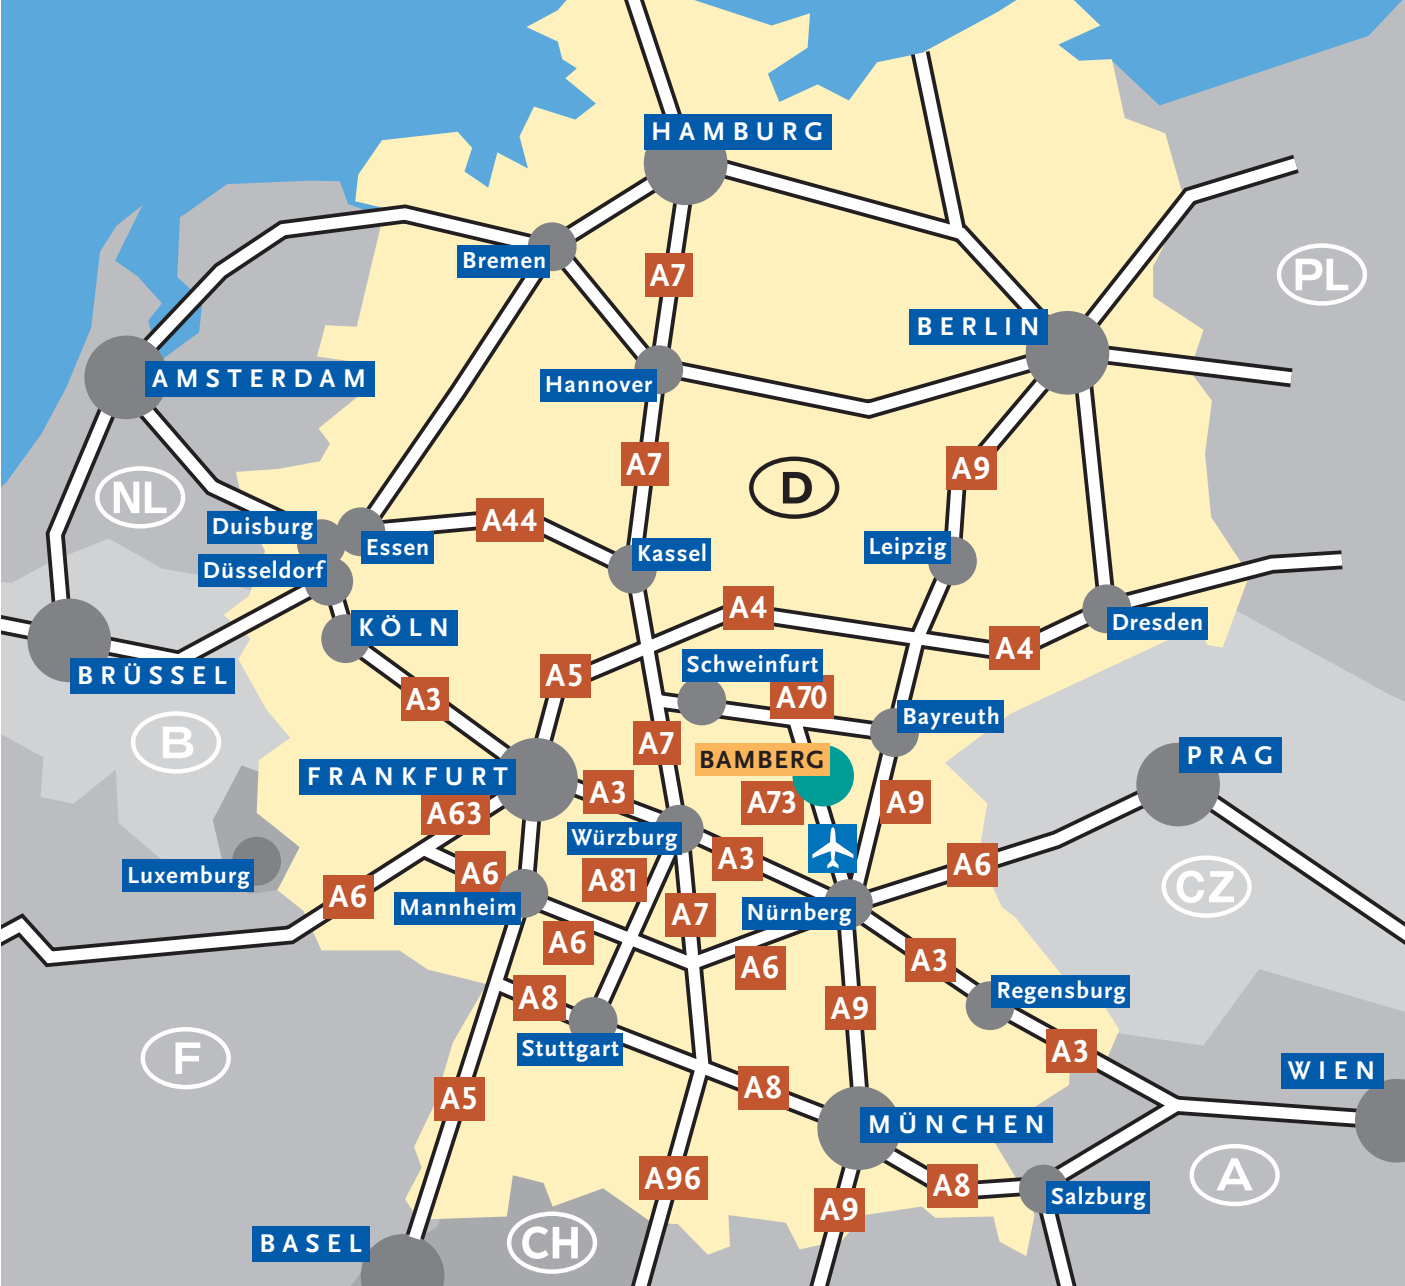 HAMBURG
Bremen
A7
PL
BERLIN
AMSTERDAM
Hannover
A7
A9
D
NL
Duisburg
A44
Essen
Kassel
Leipzig
Düsseldorf
A4
KÖLN
Dresden
A4
BRÜSSEL
A5
Schweinfurt
A3
A70
Bayreuth
B
A7
BAMBERG
PRAG
FRANKFURT
A3
A73
A9
A63
Würzburg
A3
Luxemburg
A6
A81
A6
CZ
A6
Mannheim
A7
Nürnberg
A6
A6
A3
A8
Regensburg
A9
Stuttgart
A3
F
WIEN
A5
A8
MÜNCHEN
A96
A8
A
Salzburg
A9
BASEL
CH